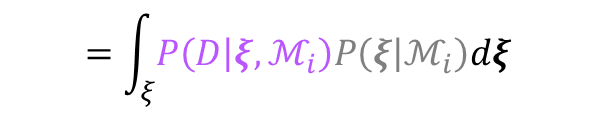 = ∫_ξ P(D|ξ, ℳ_i)P(ξ|ℳ_i)dξ